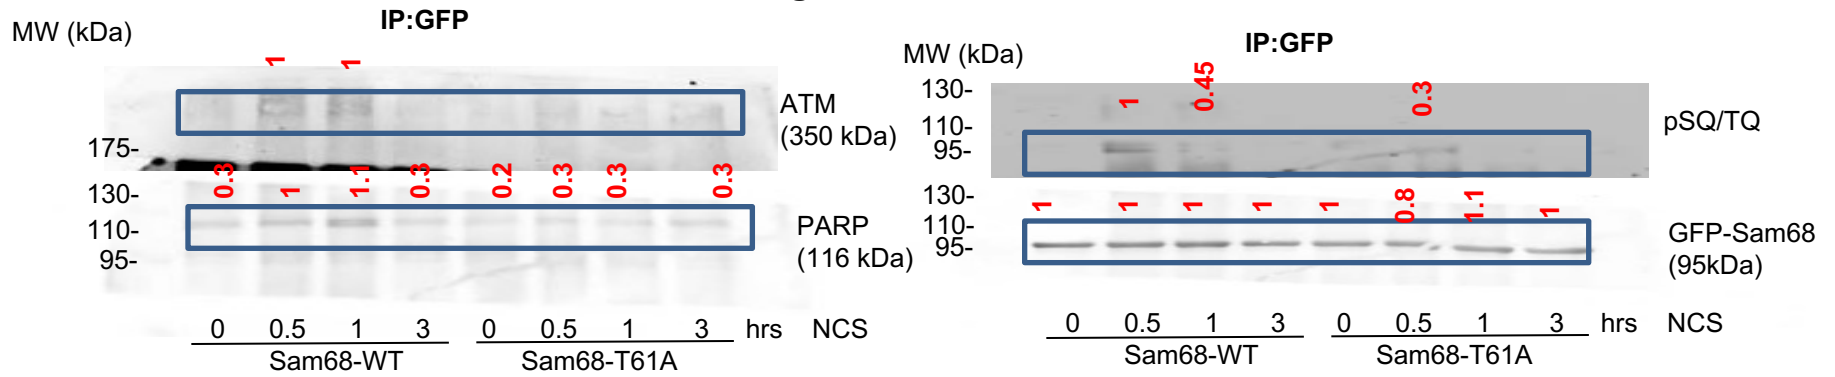 IP:GFP
MW (kDa)
1 1
ATM
(350 kDa)
175-
0.3 1 1.1 0.3 0.2 0.3 0.3 0.3
130-
110-
95-
PARP
(116 kDa)
0 0.5 1 3 0 0.5 1 3 hrs NCS
Sam68-WT Sam68-T61A
IP:GFP
MW (kDa)
130-
1 0.45 0.3
110-
95-
pSQ/TQ
130-
1 1 1 1 1 0.8 1.1 1
110-
95-
GFP-Sam68
(95kDa)
0 0.5 1 3 0 0.5 1 3 hrs NCS
Sam68-WT Sam68-T61A